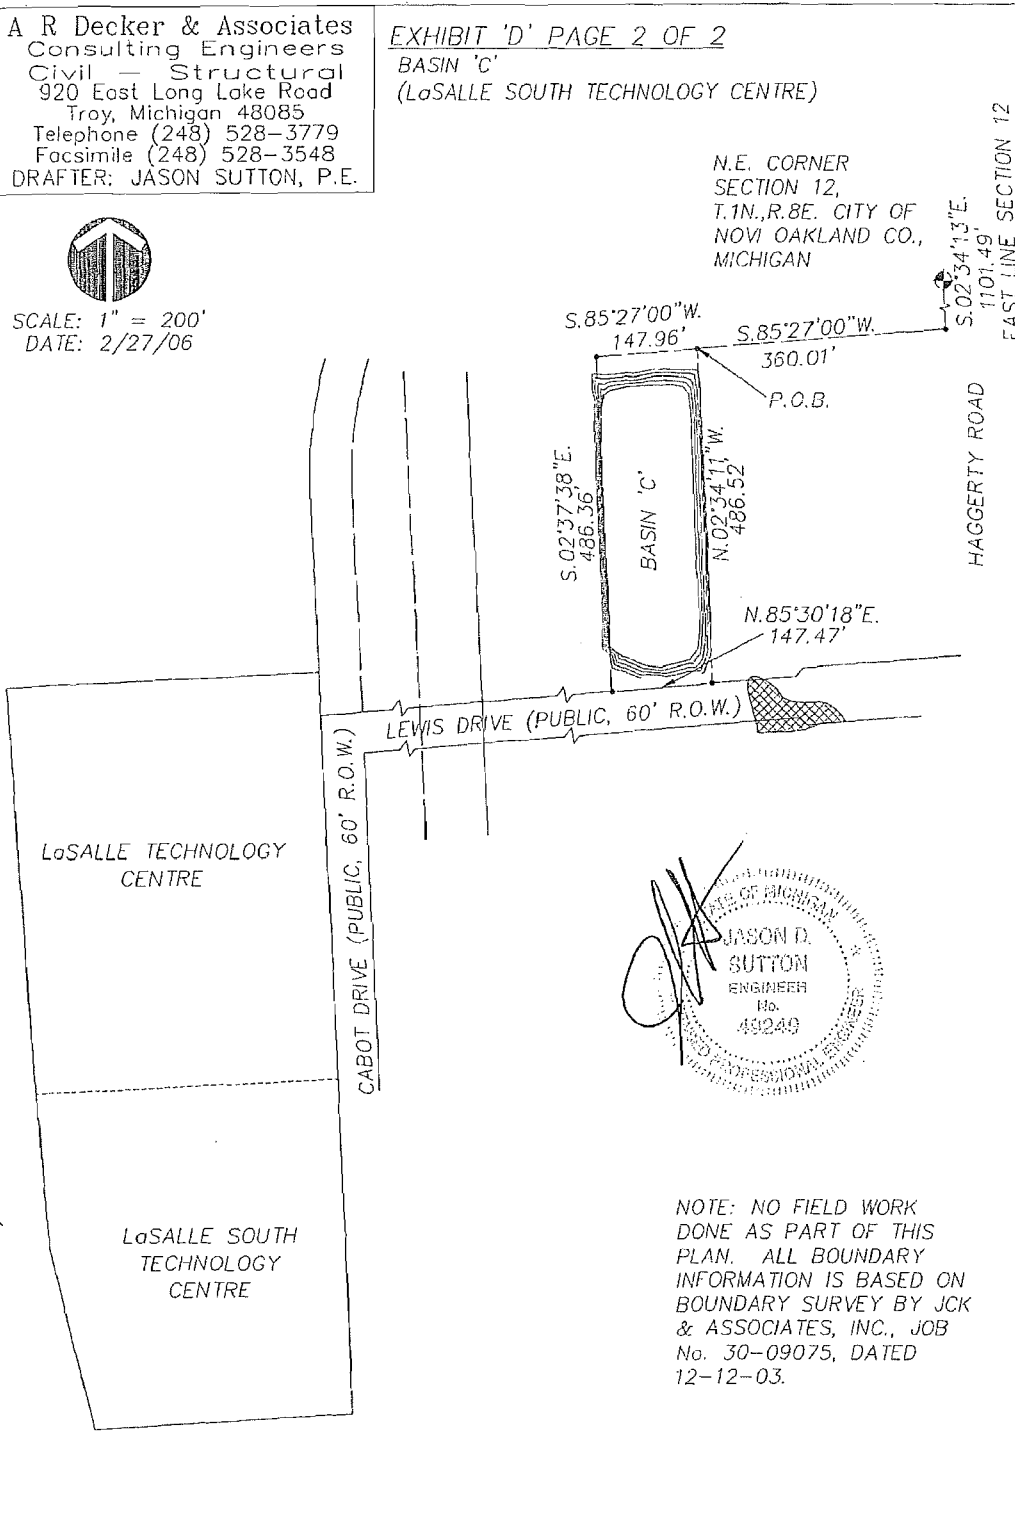 A R Decker & Associates
Consulting Engineers
Civil — Structural
920 East Long Lake Road
Troy, Michigan 48085
Telephone (248) 528-3779
Facsimile (248) 528-3548
DRAFTER: JASON SUTTON, P.E.
EXHIBIT 'D' PAGE 2 OF 2
BASIN 'C'
(LaSALLE SOUTH TECHNOLOGY CENTRE)
N.E. CORNER
SECTION 12,
T.1N.,R.8E. CITY OF
NOVI OAKLAND CO.,
MICHIGAN
S.02°34'13"E.
1101.49'
EAST LINE SECTION 12
SCALE: 1" = 200'
DATE: 2/27/06
S.85°27'00"W.
147.96'
S.85°27'00"W.
360.01'
P.O.B.
HAGGERTY ROAD
S.02°37'38"E.
486.36'
BASIN 'C'
N.02°34'11"W.
486.52'
N.85°30'18"E.
147.47'
LEWIS DRIVE (PUBLIC, 60' R.O.W.)
CABOT DRIVE (PUBLIC, 60' R.O.W.)
LaSALLE TECHNOLOGY
CENTRE
LaSALLE SOUTH
TECHNOLOGY
CENTRE
OF MICHIGAN
JASON D.
SUTTON
ENGINEER
No.
49249
PROFESSIONAL ENGINEER
NOTE: NO FIELD WORK
DONE AS PART OF THIS
PLAN. ALL BOUNDARY
INFORMATION IS BASED ON
BOUNDARY SURVEY BY JCK
& ASSOCIATES, INC., JOB
No. 30-09075, DATED
12-12-03.